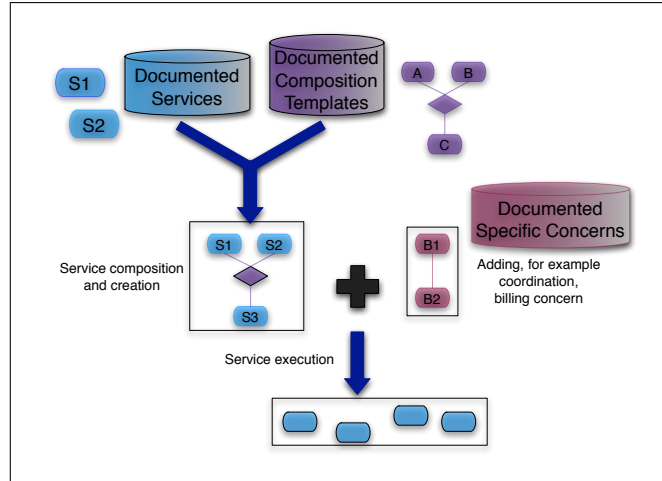 S1
S2
Documented
Services
Documented
Composition
Templates
A
B
C
Documented
Specific Concerns
Adding, for example
coordination,
billing concern
Service composition
and creation
S1
S2
S3
B1
B2
Service execution